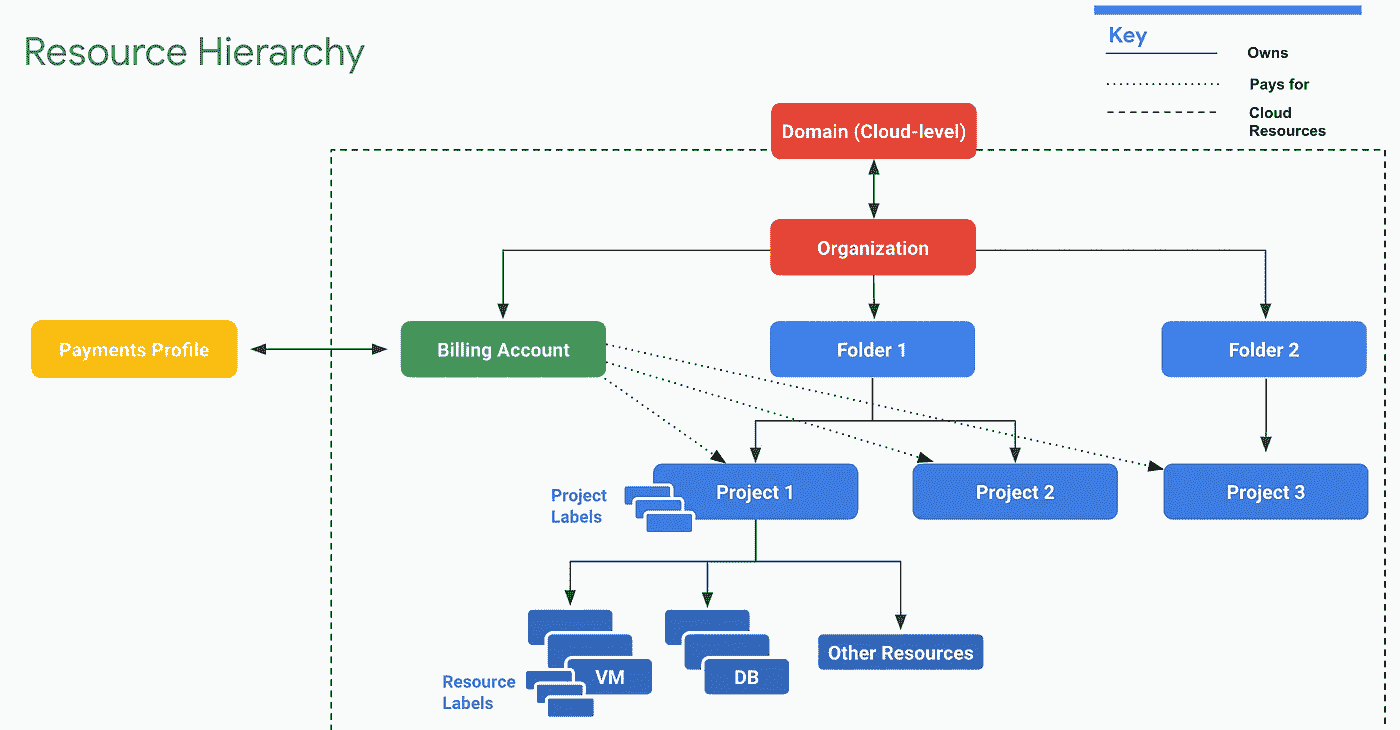 Resource Hierarchy
Key
Owns
Pays for
Cloud
Resources
Domain (Cloud-level)
Organization
Payments Profile
Billing Account
Folder 1
Folder 2
Project
Labels
Project 1
Project 2
Project 3
Resource
Labels
VM
DB
Other Resources